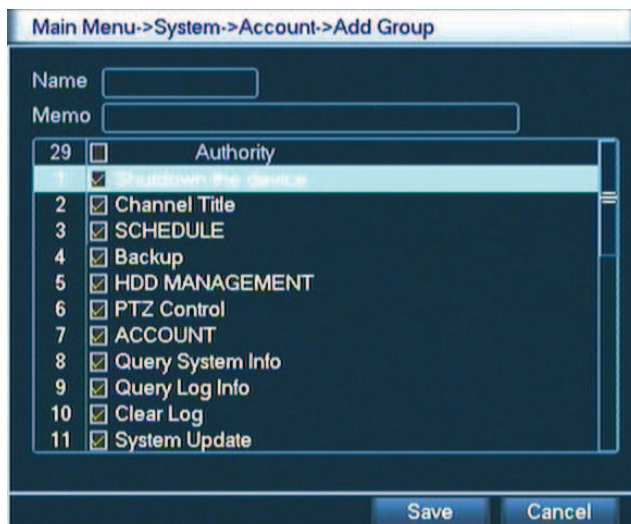 Main Menu->System->Account->Add Group
Name
Memo
29 Authority
1 Shutdown the device
2 Channel Title
3 SCHEDULE
4 Backup
5 HDD MANAGEMENT
6 PTZ Control
7 ACCOUNT
8 Query System Info
9 Query Log Info
10 Clear Log
11 System Update
Save Cancel